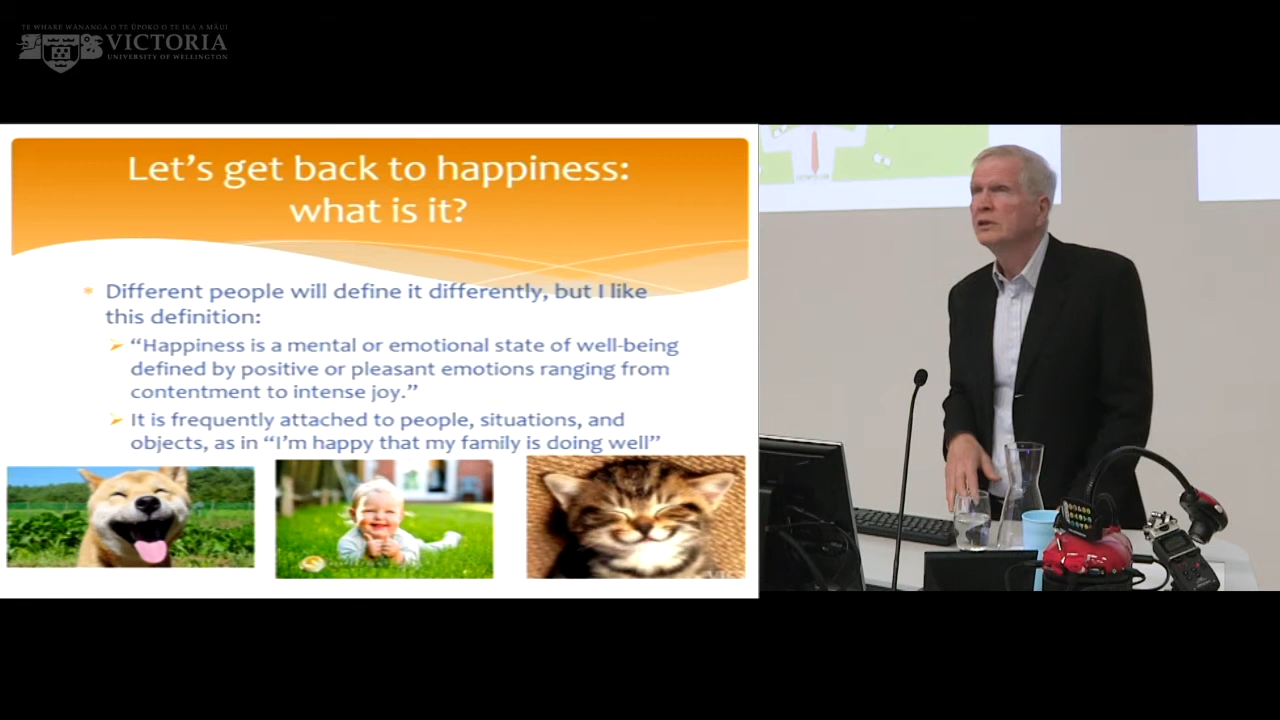 TE WHARE WĀNANGA O TE ŪPOKO O TE IKA A MĀUI
VICTORIA
UNIVERSITY OF WELLINGTON
Let's get back to happiness:
what is it?
Different people will define it differently, but I like
this definition:
“Happiness is a mental or emotional state of well-being
defined by positive or pleasant emotions ranging from
contentment to intense joy.”
It is frequently attached to people, situations, and
objects, as in “I'm happy that my family is doing well”